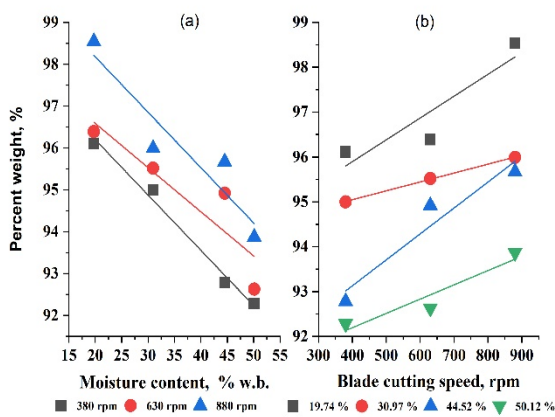 (a)
(b)
99
98
97
96
95
94
93
92
Percent weight, %
15 20 25 30 35 40 45 50 55
Moisture content, % w.b.
380 rpm 630 rpm 880 rpm
99
98
97
96
95
94
93
92
300 400 500 600 700 800 900
Blade cutting speed, rpm
19.74 % 30.97 % 44.52 % 50.12 %